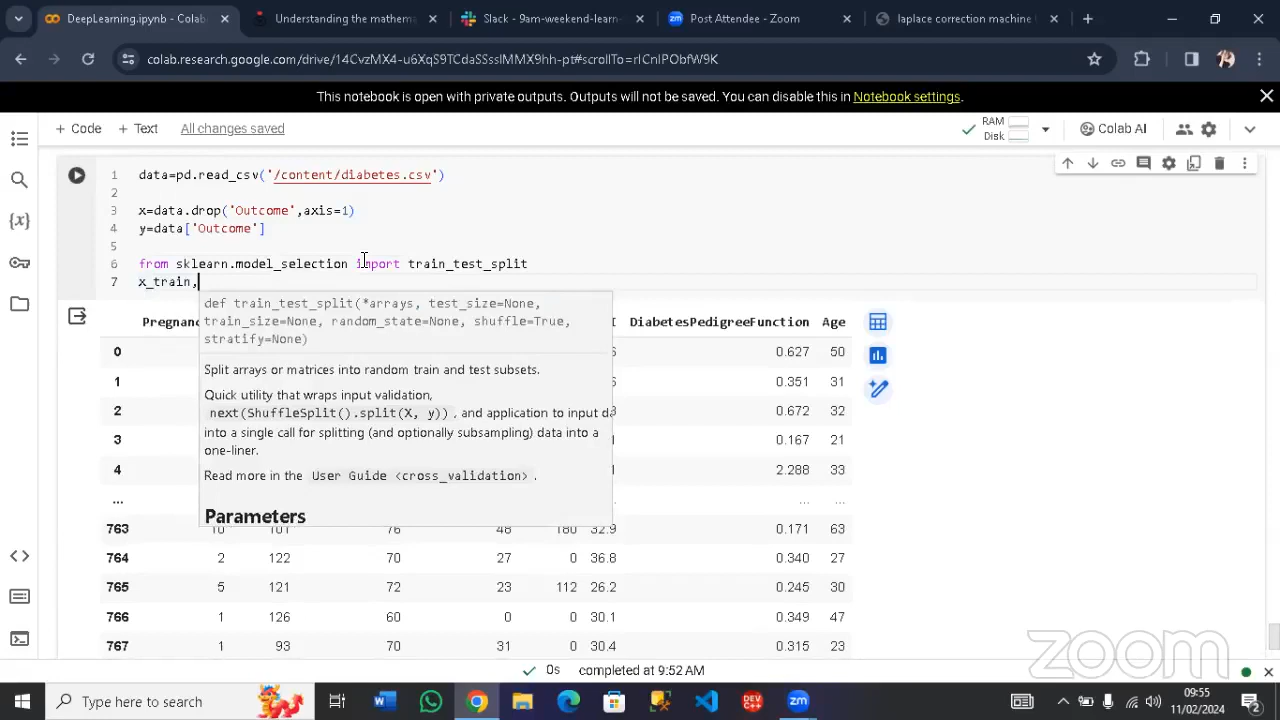 DeepLearning.ipynb - Colab
Understanding the mathema
Slack - 9am-weekend-learn-
Post Attendee - Zoom
laplace correction machine
colab.research.google.com/drive/14CvzMX4-u6XqS9TCdaSSssIMMX9hh-pt#scrollTo=rICnlPObfW9K
This notebook is open with private outputs. Outputs will not be saved. You can disable this in Notebook settings.
+ Code + Text All changes saved
RAM
Disk
Colab AI
1 data=pd.read_csv('/content/diabetes.csv')
2
3 x=data.drop('Outcome',axis=1)
4 y=data['Outcome']
5
6 from sklearn.model_selection import train_test_split
7 x_train,
def train_test_split(*arrays, test_size=None,
train_size=None, random_state=None, shuffle=True,
stratify=None)
Split arrays or matrices into random train and test subsets.
Quick utility that wraps input validation,
next(ShuffleSplit().split(X, y)), and application to input da
into a single call for splitting (and optionally subsampling) data into a
one-liner.
Read more in the User Guide <cross_validation>.
Parameters
Pregnanc DiabetesPedigreeFunction Age
0 0.627 50
1 0.351 31
2 0.672 32
3 0.167 21
4 2.288 33
... ... ...
763 10 101 76 48 180 32.9 0.171 63
764 2 122 70 27 0 36.8 0.340 27
765 5 121 72 23 112 26.2 0.245 30
766 1 126 60 0 0 30.1 0.349 47
767 1 93 70 31 0 30.4 0.315 23
zoom
0s completed at 9:52 AM
Type here to search
DEV
C++
zm
09:55
11/02/2024
2